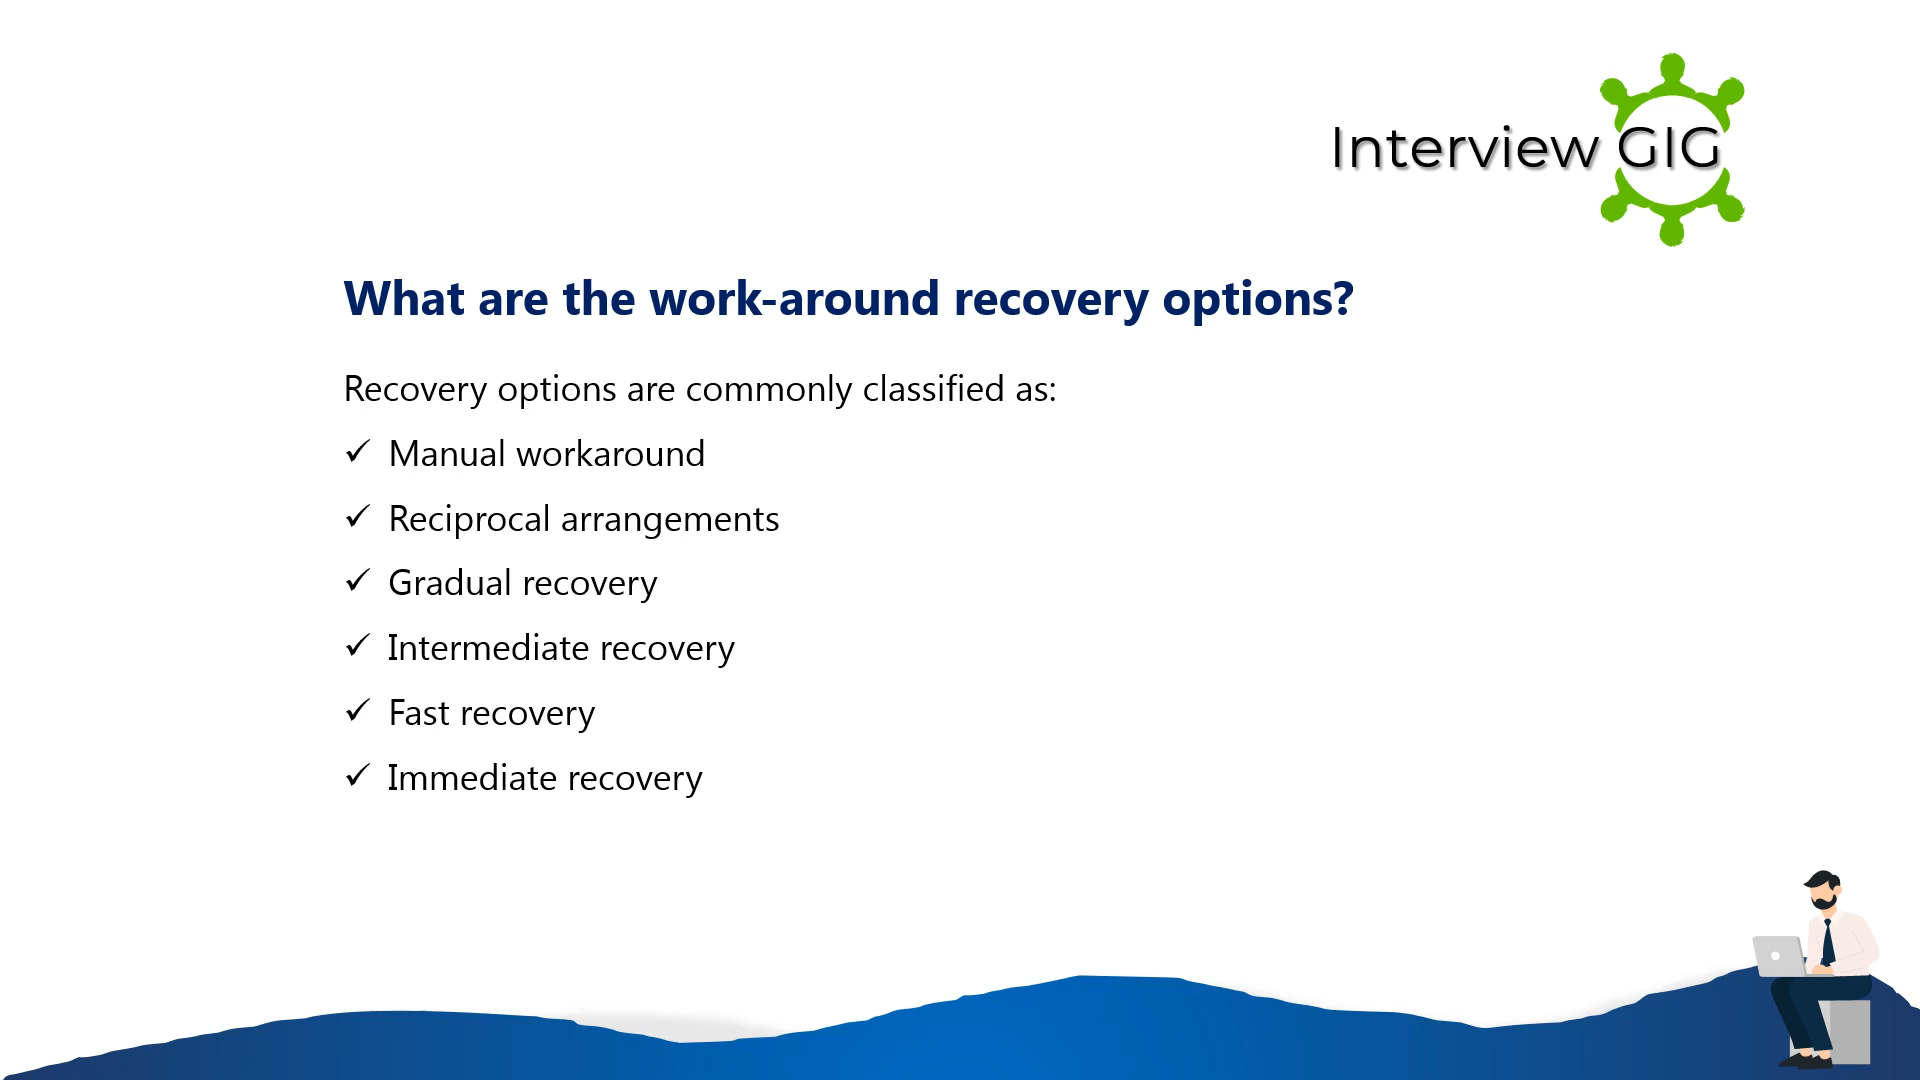 Interview GIG
What are the work-around recovery options?
Recovery options are commonly classified as:
✓ Manual workaround
✓ Reciprocal arrangements
✓ Gradual recovery
✓ Intermediate recovery
✓ Fast recovery
✓ Immediate recovery